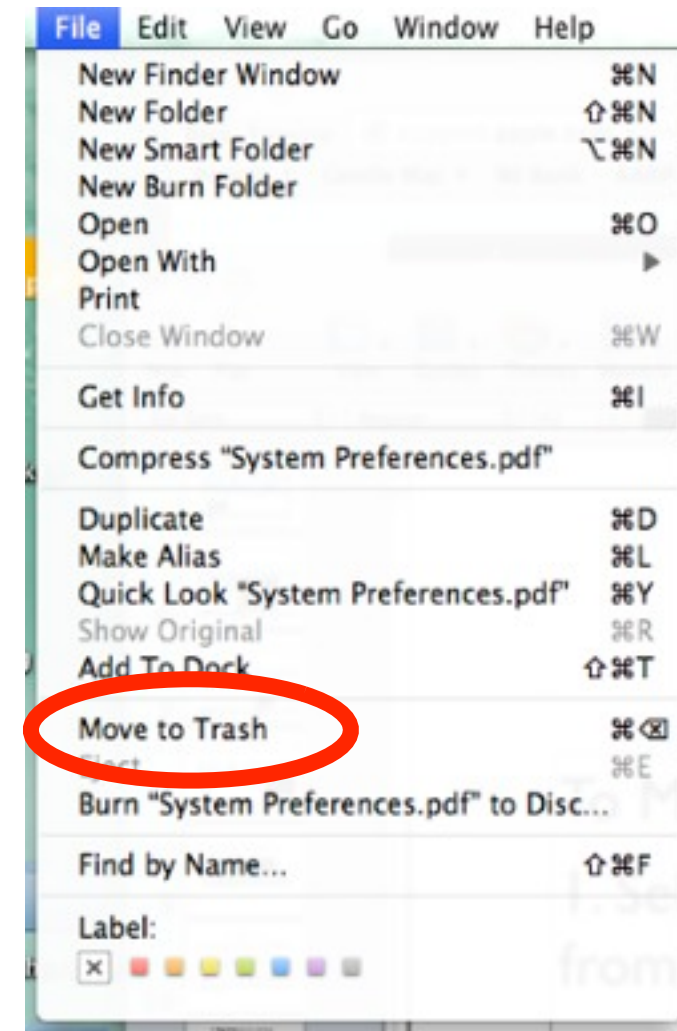 File Edit View Go Window Help
New Finder Window ⌘N
New Folder ⇧⌘N
New Smart Folder ⌥⌘N
New Burn Folder
Open ⌘O
Open With ▶
Print
Close Window ⌘W
Get Info ⌘I
Compress "System Preferences.pdf"
Duplicate ⌘D
Make Alias ⌘L
Quick Look "System Preferences.pdf" ⌘Y
Show Original ⌘R
Add To Dock ⇧⌘T
Move to Trash ⌘⌫
Eject ⌘E
Burn "System Preferences.pdf" to Disc...
Find by Name... ⇧⌘F
Label: